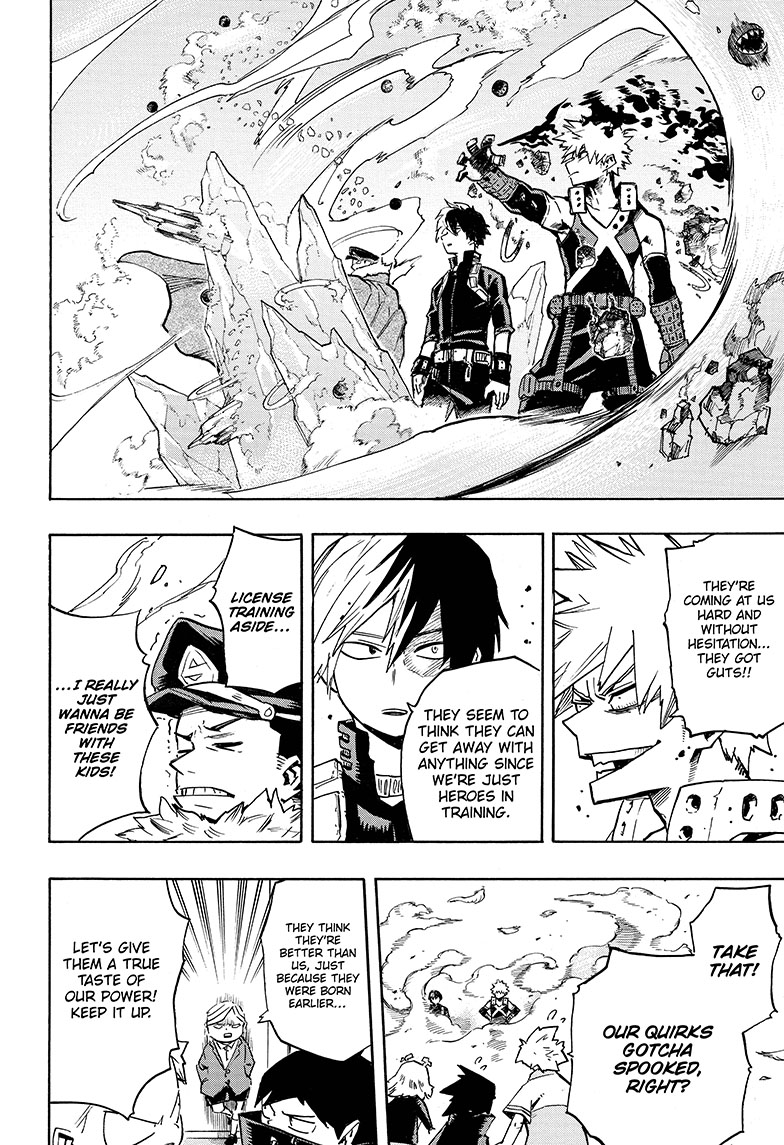 THEY'RE
COMING AT US
HARD AND
WITHOUT
HESITATION...
THEY GOT
GUTS!!
THEY SEEM TO
THINK THEY CAN
GET AWAY WITH
ANYTHING SINCE
WE'RE JUST
HEROES IN
TRAINING.
LICENSE
TRAINING
ASIDE...
...I REALLY
JUST
WANNA BE
FRIENDS
WITH
THESE
KIDS!
TAKE
THAT!
OUR QUIRKS
GOTCHA
SPOOKED,
RIGHT?
THEY THINK
THEY'RE
BETTER THAN
US, JUST
BECAUSE THEY
WERE BORN
EARLIER...
LET'S GIVE
THEM A TRUE
TASTE OF
OUR POWER!
KEEP IT UP.